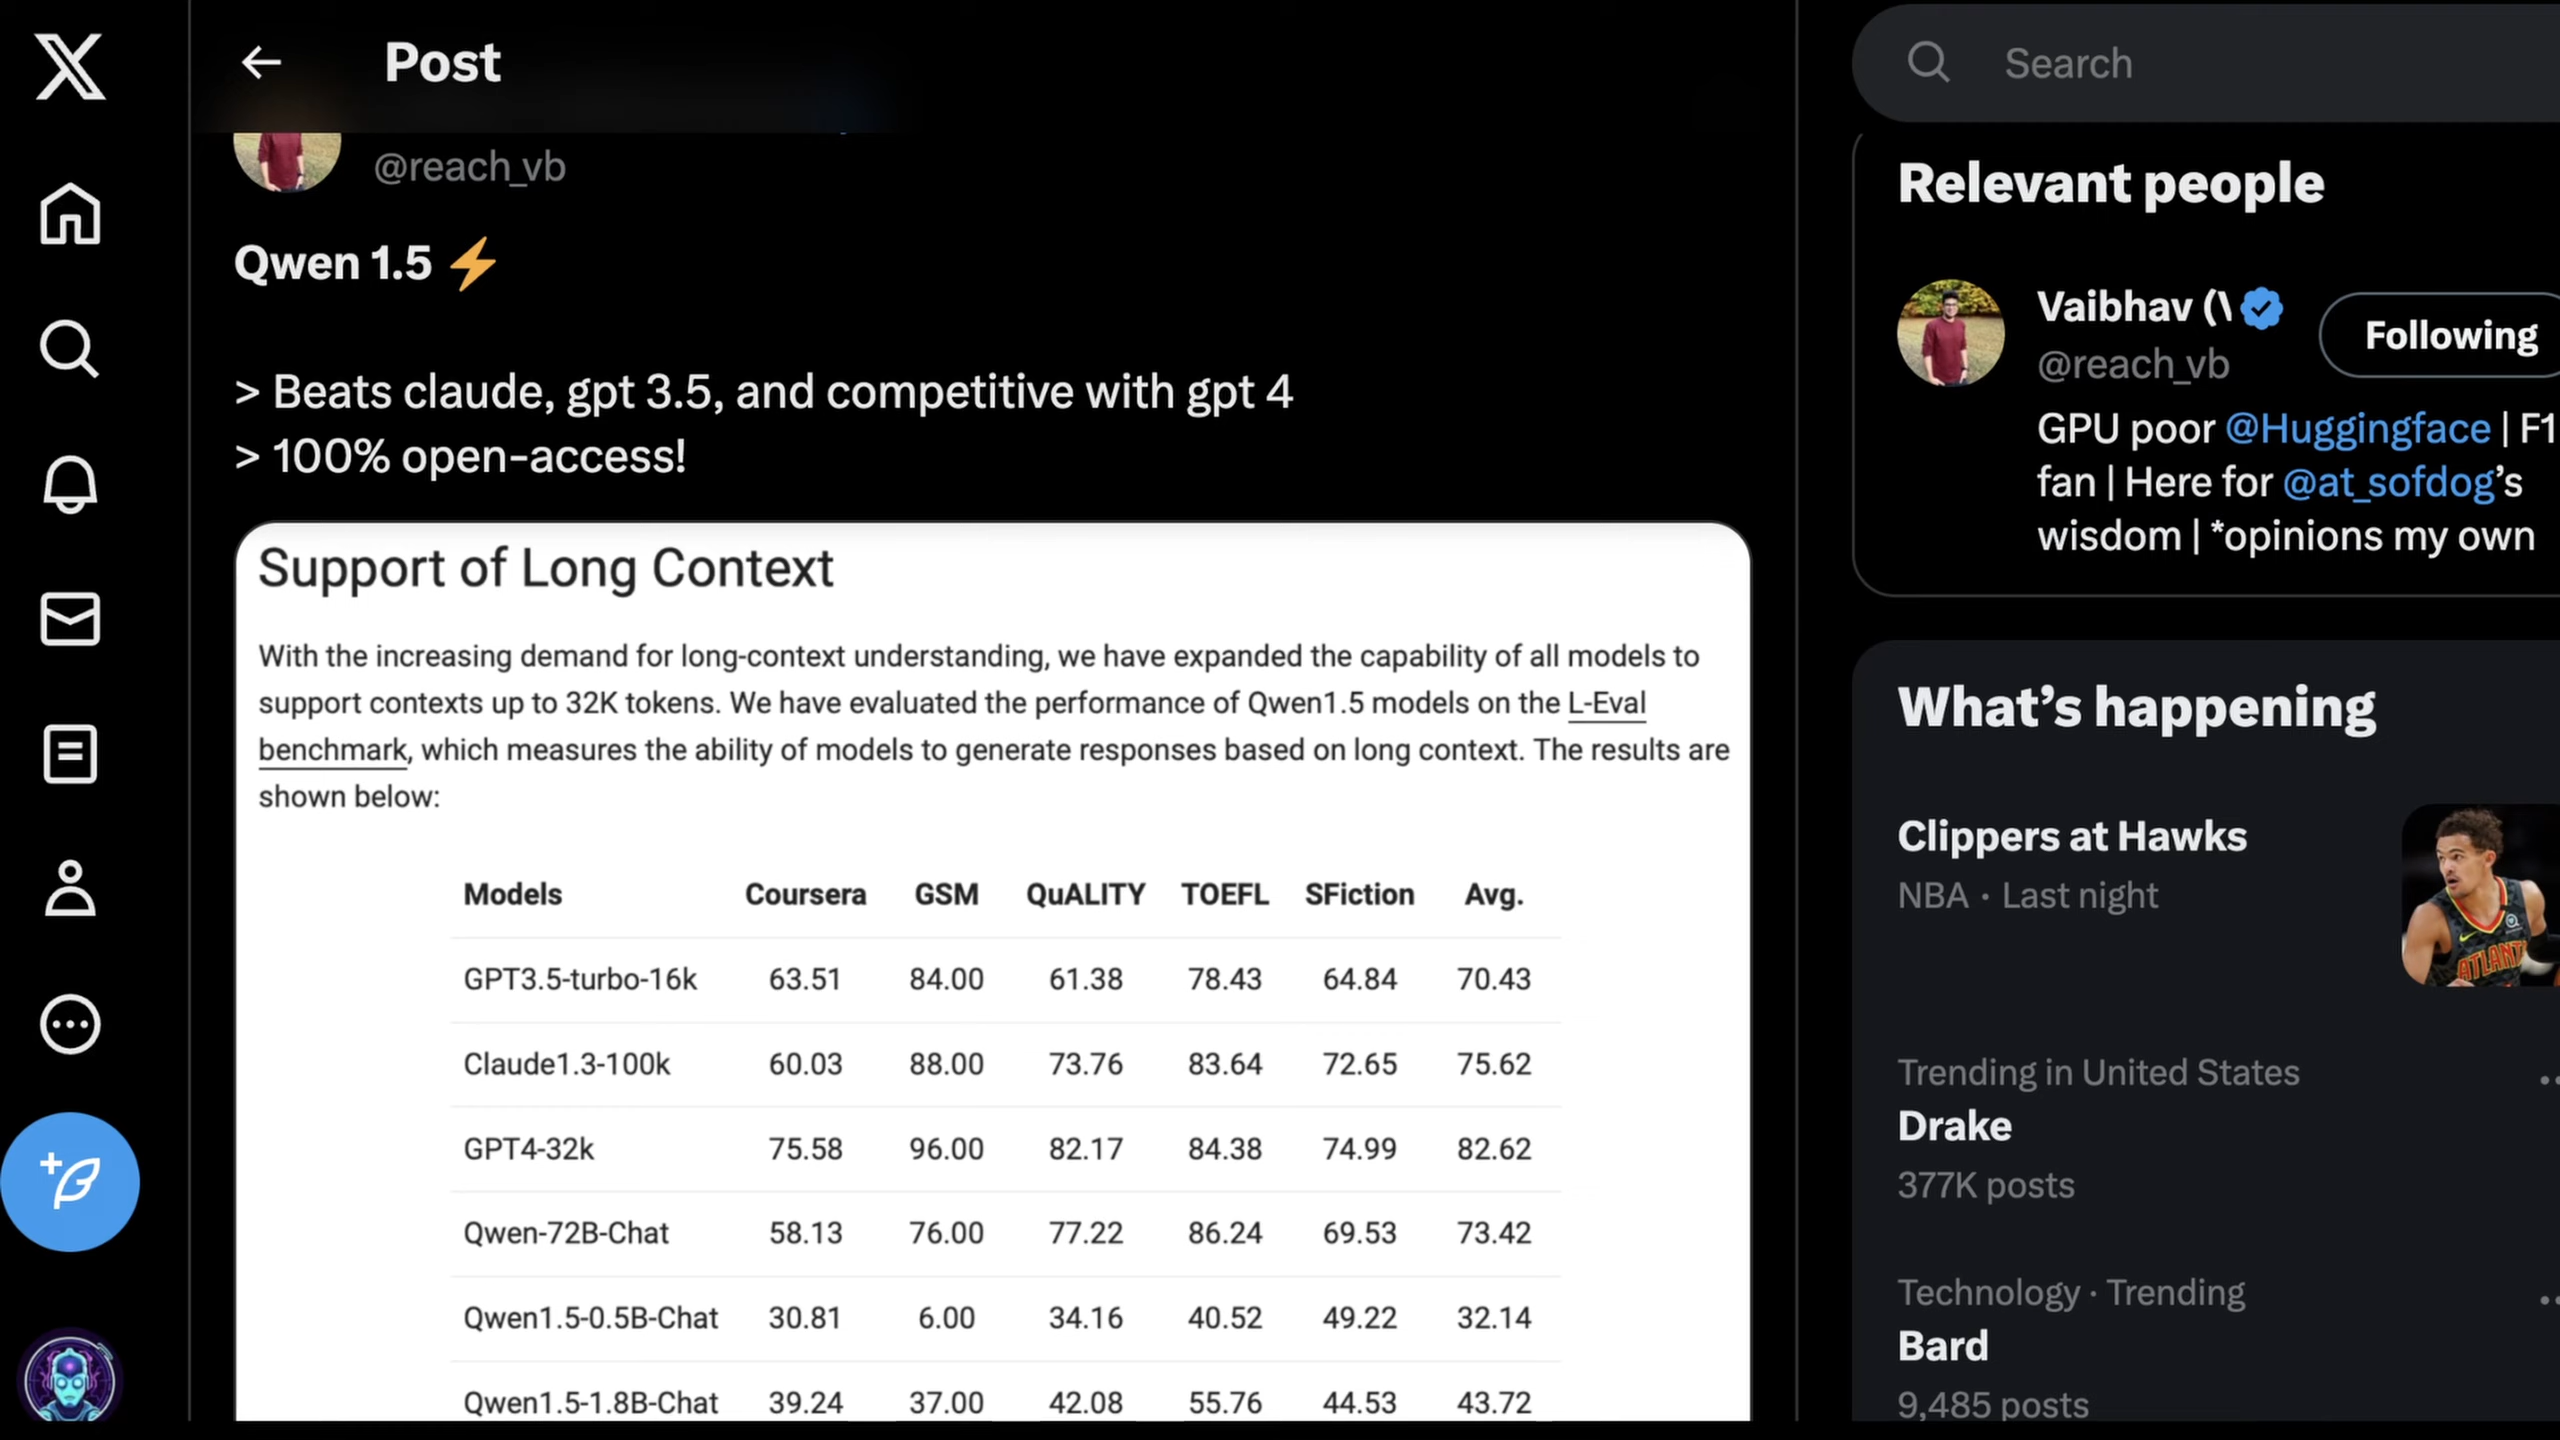 Post
@reach_vb
Qwen 1.5 ⚡
> Beats claude, gpt 3.5, and competitive with gpt 4
> 100% open-access!
Support of Long Context
With the increasing demand for long-context understanding, we have expanded the capability of all models to
support contexts up to 32K tokens. We have evaluated the performance of Qwen1.5 models on the L-Eval
benchmark, which measures the ability of models to generate responses based on long context. The results are
shown below:
Models Coursera GSM QuALITY TOEFL SFiction Avg.
GPT3.5-turbo-16k 63.51 84.00 61.38 78.43 64.84 70.43
Claude1.3-100k 60.03 88.00 73.76 83.64 72.65 75.62
GPT4-32k 75.58 96.00 82.17 84.38 74.99 82.62
Qwen-72B-Chat 58.13 76.00 77.22 86.24 69.53 73.42
Qwen1.5-0.5B-Chat 30.81 6.00 34.16 40.52 49.22 32.14
Qwen1.5-1.8B-Chat 39.24 37.00 42.08 55.76 44.53 43.72
Search
Relevant people
Vaibhav (\
Following
@reach_vb
GPU poor @Huggingface | F1
fan | Here for @at_sofdog’s
wisdom | *opinions my own
What’s happening
Clippers at Hawks
NBA · Last night
ATLANT
Trending in United States
Drake
377K posts
Technology · Trending
Bard
9,485 posts